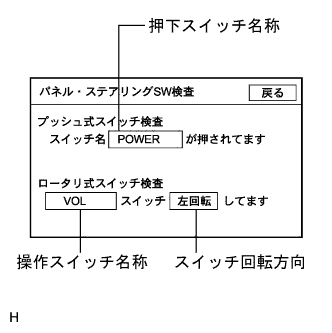 押下スイッチ名称
パネル・ステアリングSW検査 戻る
プッシュ式スイッチ検査
スイッチ名 POWER が押されてます
ロータリ式スイッチ検査
VOL スイッチ 左回転 してます
操作スイッチ名称 スイッチ回転方向
H